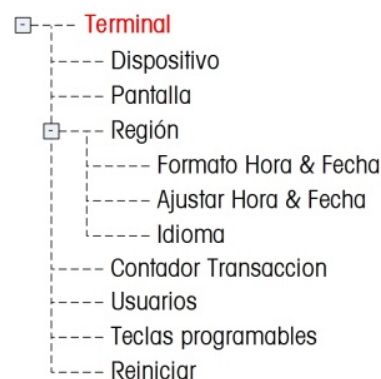 Terminal
Dispositivo
Pantalla
Región
Formato Hora & Fecha
Ajustar Hora & Fecha
Idioma
Contador Transaccion
Usuarios
Teclas programables
Reiniciar